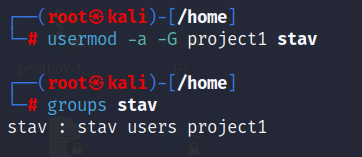 ┌──(root㉿kali)-[/home]
└─# usermod -a -G project1 stav
┌──(root㉿kali)-[/home]
└─# groups stav
stav : stav users project1